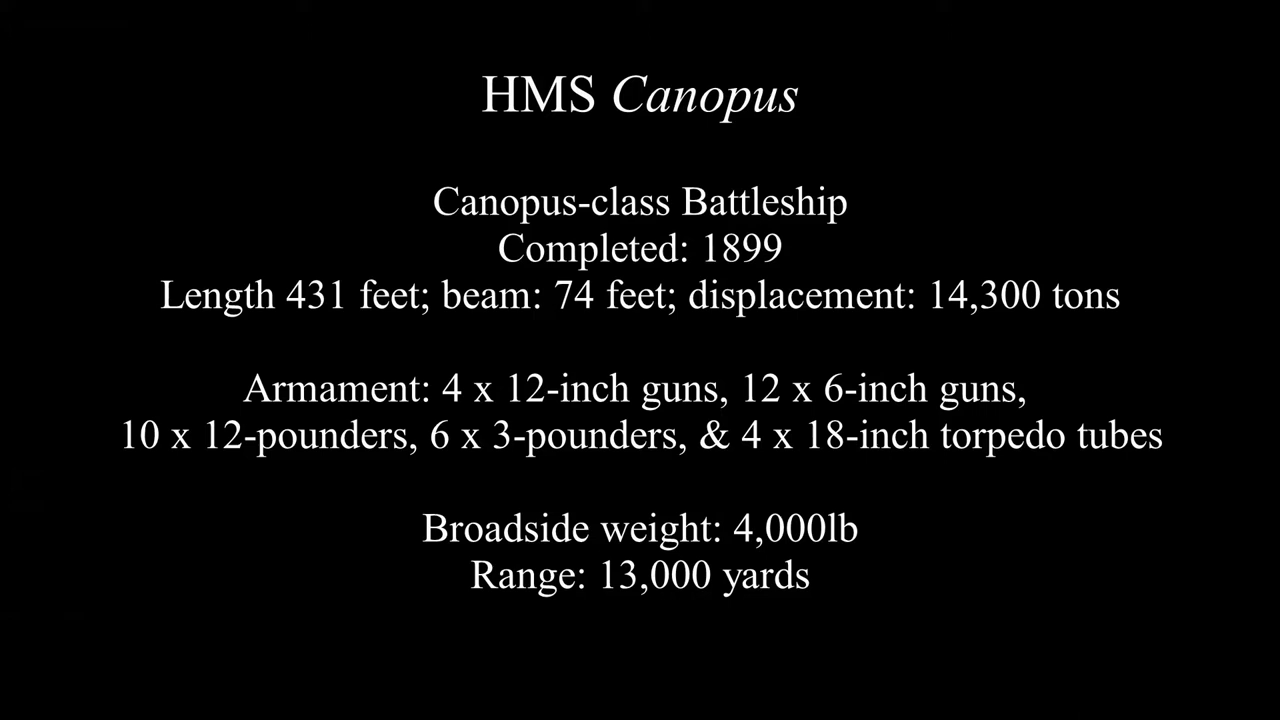 HMS Canopus
Canopus-class Battleship
Completed: 1899
Length 431 feet; beam: 74 feet; displacement: 14,300 tons
Armament: 4 x 12-inch guns, 12 x 6-inch guns,
10 x 12-pounders, 6 x 3-pounders, & 4 x 18-inch torpedo tubes
Broadside weight: 4,000lb
Range: 13,000 yards